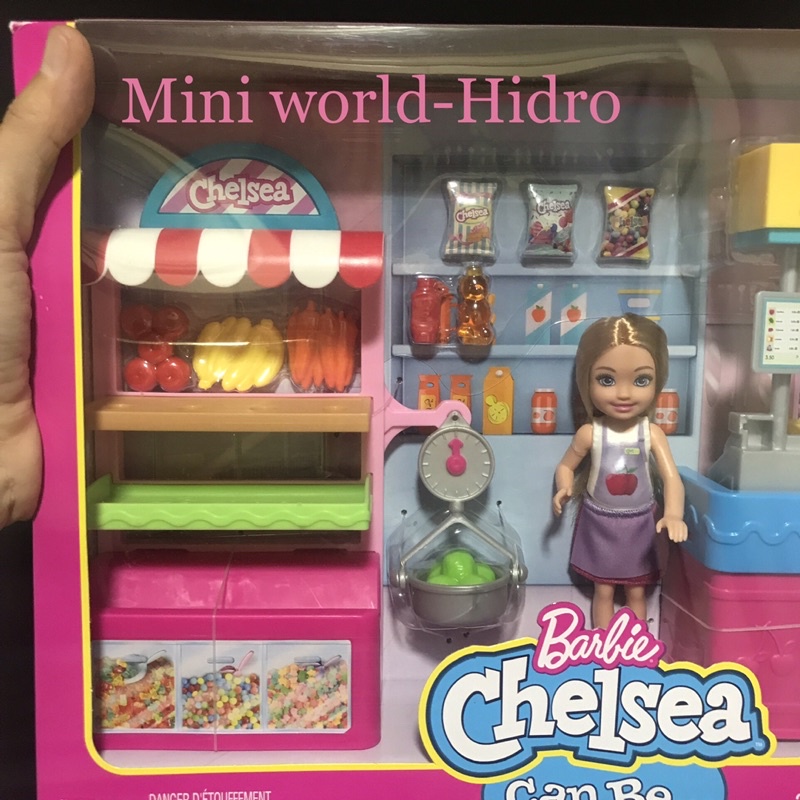 Mini world-Hidro
Chelsea
Chelsea
Chelsea
Barbie
Chelsea
Can Be
DANGER D'ÉTOUFFEMENT